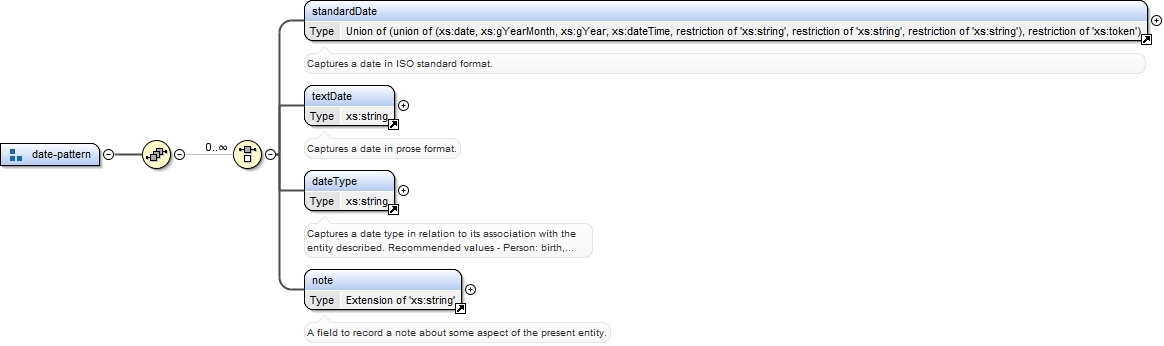 standardDate
Type Union of (union of (xs:date, xs:gYearMonth, xs:gYear, xs:dateTime, restriction of 'xs:string', restriction of 'xs:string', restriction of 'xs:string'), restriction of 'xs:token')
Captures a date in ISO standard format.
textDate
Type xs:string
Captures a date in prose format.
date-pattern
0..∞
dateType
Type xs:string
Captures a date type in relation to its association with the
entity described. Recommended values - Person: birth,...
note
Type Extension of 'xs:string'
A field to record a note about some aspect of the present entity.